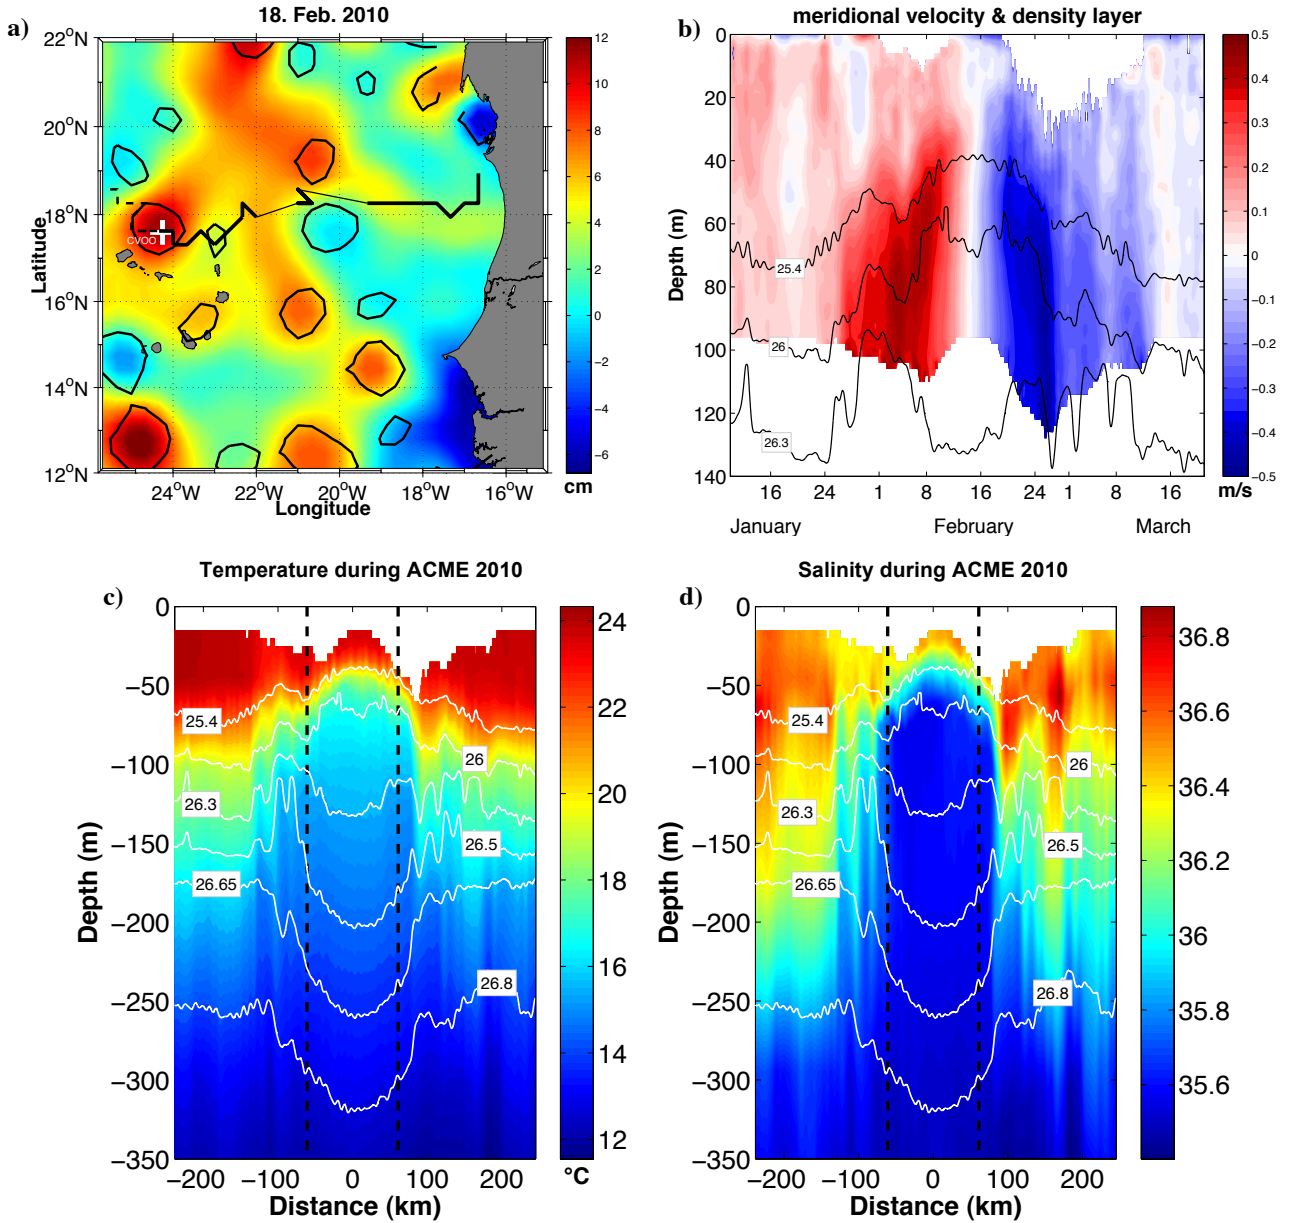 a)
18. Feb. 2010
22°N
20°N
18°N
16°N
14°N
12°N
Latitude
CVOO
24°W
22°W
20°W
18°W
16°W
Longitude
12
10
8
6
4
2
0
−2
−4
−6
cm
b)
meridional velocity & density layer
0
20
40
60
80
100
120
140
Depth (m)
25.4
26
26.3
16
24
1
8
16
24
1
8
16
January
February
March
0.5
0.4
0.3
0.2
0.1
0
−0.1
−0.2
−0.3
−0.4
−0.5
m/s
c)
Temperature during ACME 2010
0
−50
−100
−150
−200
−250
−300
−350
Depth (m)
25.4
26
26.3
26.5
26.65
26.8
−200
−100
0
100
200
Distance (km)
24
22
20
18
16
14
12
°C
d)
Salinity during ACME 2010
0
−50
−100
−150
−200
−250
−300
−350
Depth (m)
25.4
26
26.3
26.5
26.65
26.8
−200
−100
0
100
200
Distance (km)
36.8
36.6
36.4
36.2
36
35.8
35.6